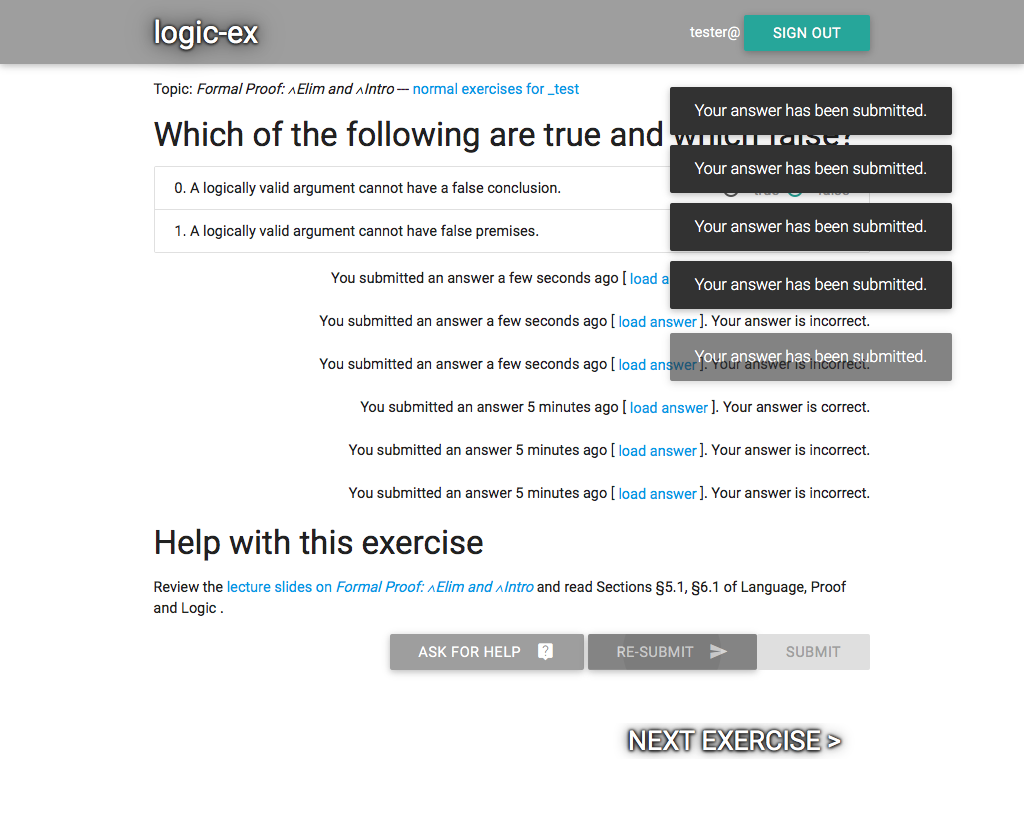 logic-ex
tester@ SIGN OUT
Topic: Formal Proof: ∧Elim and ∧Intro — normal exercises for _test
Your answer has been submitted.
Which of the following are true and which false?
Your answer has been submitted.
0. A logically valid argument cannot have a false conclusion. true false
Your answer has been submitted.
1. A logically valid argument cannot have false premises.
You submitted an answer a few seconds ago [ load a
Your answer has been submitted.
You submitted an answer a few seconds ago [ load answer ]. Your answer is incorrect.
Your answer has been submitted.
You submitted an answer a few seconds ago [ load answer ]. Your answer is incorrect.
You submitted an answer 5 minutes ago [ load answer ]. Your answer is correct.
You submitted an answer 5 minutes ago [ load answer ]. Your answer is incorrect.
You submitted an answer 5 minutes ago [ load answer ]. Your answer is incorrect.
Help with this exercise
Review the lecture slides on Formal Proof: ∧Elim and ∧Intro and read Sections §5.1, §6.1 of Language, Proof
and Logic .
ASK FOR HELP ? RE-SUBMIT SUBMIT
NEXT EXERCISE >